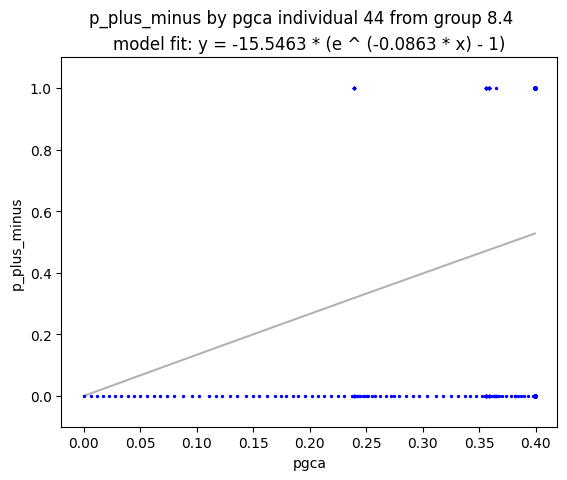 p_plus_minus by pgca individual 44 from group 8.4
model fit: y = -15.5463 * (e ^ (-0.0863 * x) - 1)
1.0
0.8
0.6
0.4
0.2
0.0
p_plus_minus
0.00 0.05 0.10 0.15 0.20 0.25 0.30 0.35 0.40
pgca